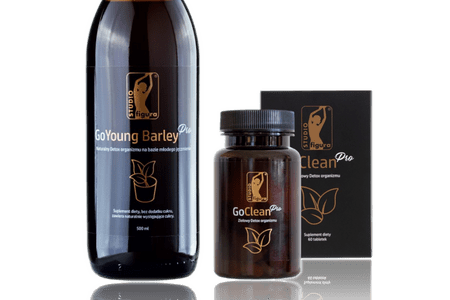 STUDIO
figura
GoYoung Barley Pro
Naturalny Detox organizmu na bazie młodego jęczmienia
Suplement diety, bez dodatku cukru,
zawiera naturalnie występujące cukry.
500 ml
STUDIO
figura
GoClean Pro
Ziołowy Detox organizmu
STUDIO
figura
Clean Pro
Detox organizmu
Suplement diety
60 tabletek